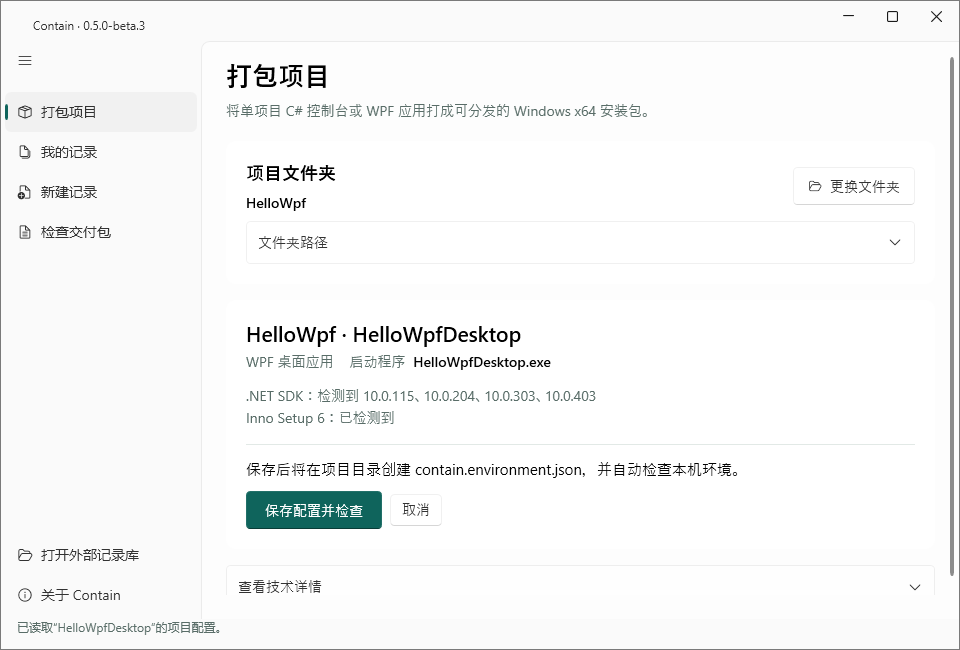 Contain · 0.5.0-beta.3
打包项目
我的记录
新建记录
检查交付包
打开外部记录库
关于 Contain
已读取“HelloWpfDesktop”的项目配置。
打包项目
将单项目 C# 控制台或 WPF 应用打成可分发的 Windows x64 安装包。
项目文件夹
HelloWpf
更换文件夹
文件夹路径
HelloWpf · HelloWpfDesktop
WPF 桌面应用 启动程序 HelloWpfDesktop.exe
.NET SDK：检测到 10.0.115、10.0.204、10.0.303、10.0.403
Inno Setup 6：已检测到
保存后将在项目目录创建 contain.environment.json，并自动检查本机环境。
保存配置并检查 取消
查看技术详情